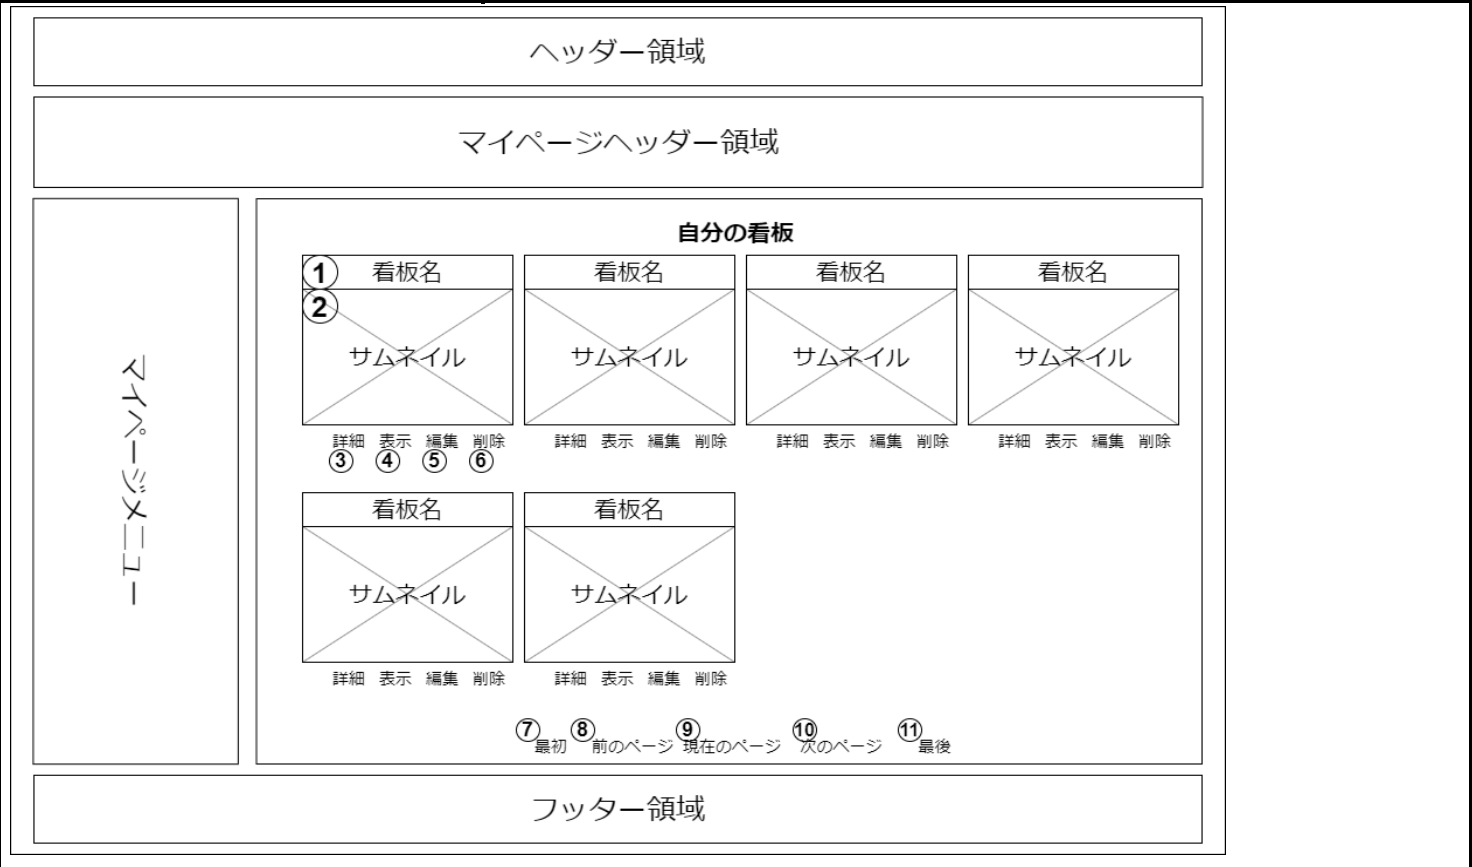 ヘッダー領域
マイページヘッダー領域
マイページメニュー
自分の看板
① 看板名 看板名 看板名 看板名
② サムネイル サムネイル サムネイル サムネイル
詳細 表示 編集 削除 詳細 表示 編集 削除 詳細 表示 編集 削除 詳細 表示 編集 削除
③ ④ ⑤ ⑥
看板名 看板名
サムネイル サムネイル
詳細 表示 編集 削除 詳細 表示 編集 削除
⑦ ⑧ ⑨ ⑩ ⑪
最初 前のページ 現在のページ 次のページ 最後
フッター領域